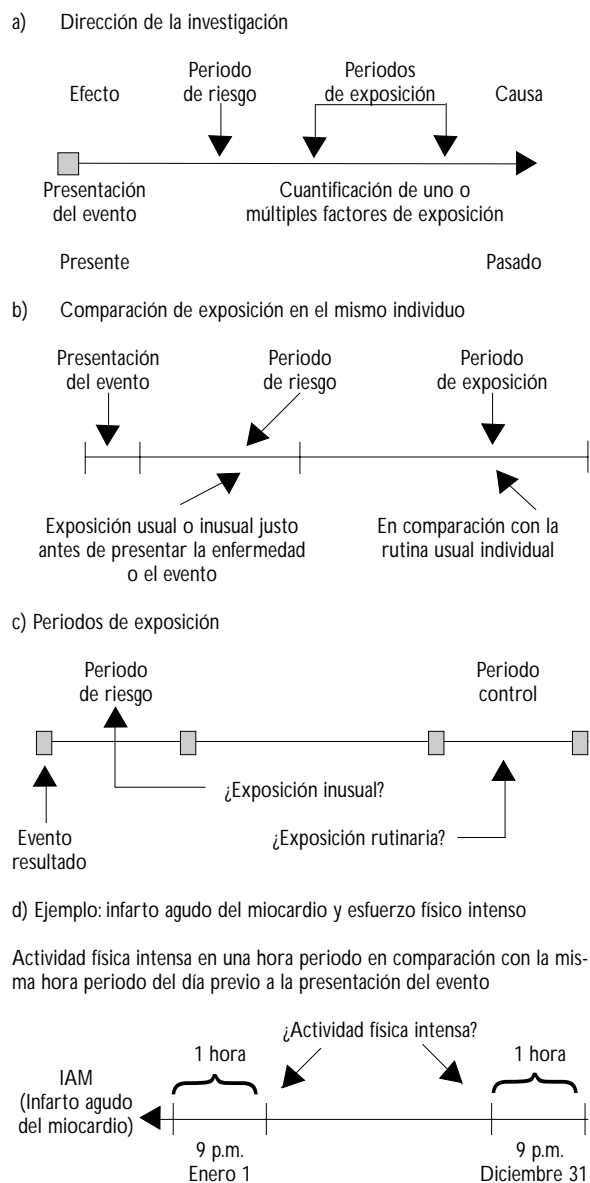 a) Dirección de la investigación
Efecto
Periodo
de riesgo
Periodos
de exposición
Causa
Presentación
del evento
Cuantificación de uno o
múltiples factores de exposición
Presente
Pasado
b) Comparación de exposición en el mismo individuo
Presentación
del evento
Periodo
de riesgo
Periodo
de exposición
Exposición usual o inusual justo
antes de presentar la enfermedad
o el evento
En comparación con la
rutina usual individual
c) Periodos de exposición
Periodo
de riesgo
Periodo
control
¿Exposición inusual?
¿Exposición rutinaria?
Evento
resultado
d) Ejemplo: infarto agudo del miocardio y esfuerzo físico intenso
Actividad física intensa en una hora periodo en comparación con la mis-
ma hora periodo del día previo a la presentación del evento
¿Actividad física intensa?
1 hora
1 hora
IAM
(Infarto agudo
del miocardio)
9 p.m.
Enero 1
9 p.m.
Diciembre 31